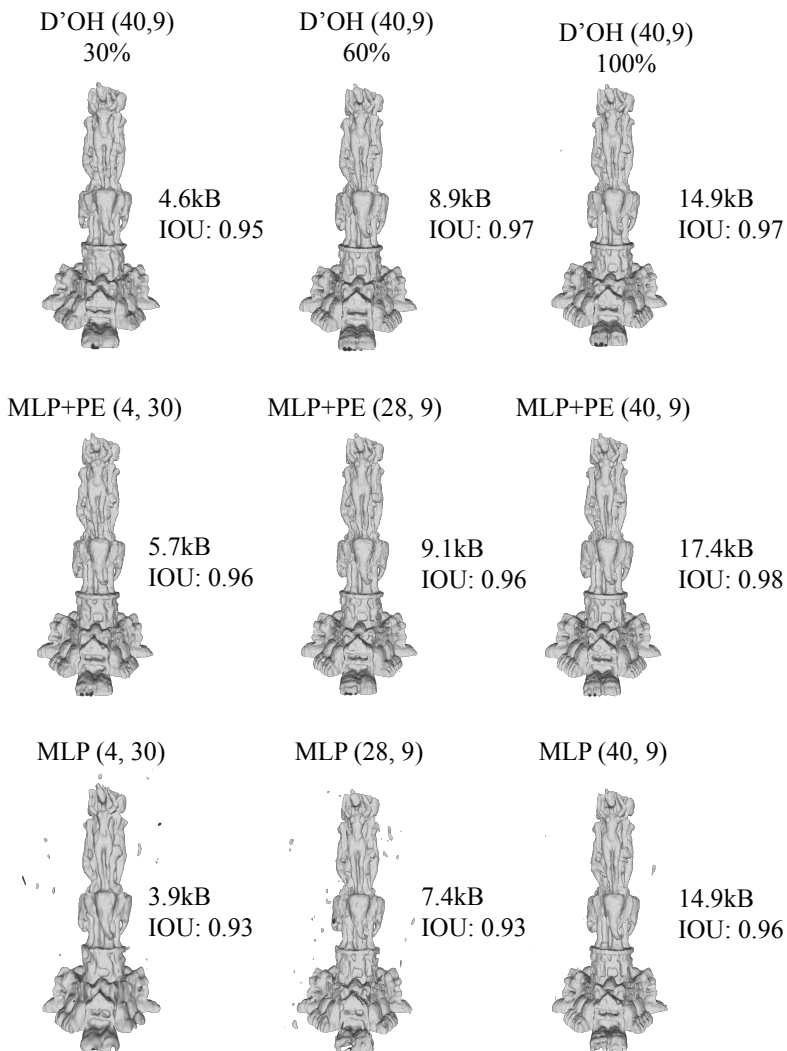 D’OH (40,9)
30%
D’OH (40,9)
60%
D’OH (40,9)
100%
4.6kB
IOU: 0.95
8.9kB
IOU: 0.97
14.9kB
IOU: 0.97
MLP+PE (4, 30)
MLP+PE (28, 9)
MLP+PE (40, 9)
5.7kB
IOU: 0.96
9.1kB
IOU: 0.96
17.4kB
IOU: 0.98
MLP (4, 30)
MLP (28, 9)
MLP (40, 9)
3.9kB
IOU: 0.93
7.4kB
IOU: 0.93
14.9kB
IOU: 0.96